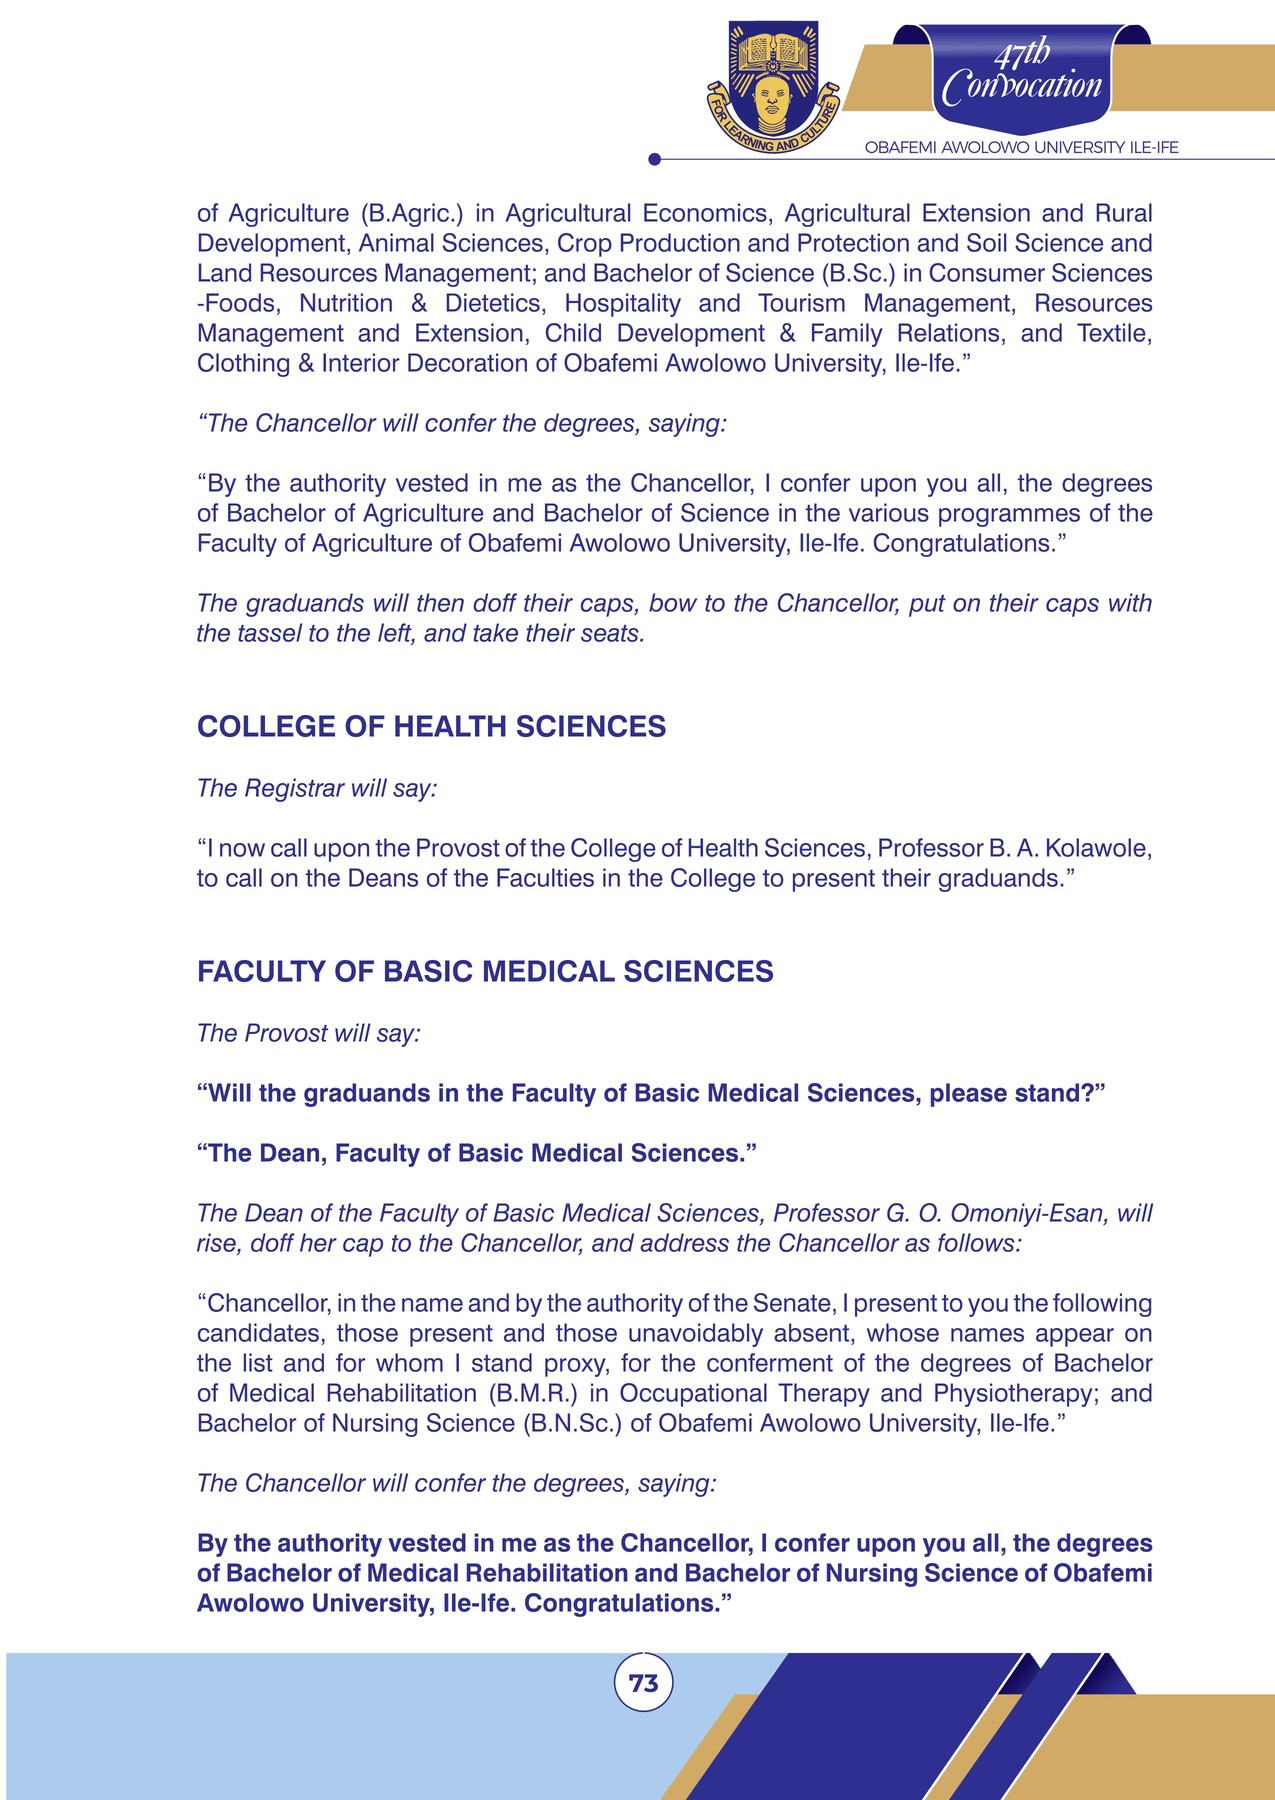 FOR LEARNING AND CULTURE
47th
Convocation
OBAFEMI AWOLOWO UNIVERSITY ILE-IFE
of Agriculture (B.Agric.) in Agricultural Economics, Agricultural Extension and Rural
Development, Animal Sciences, Crop Production and Protection and Soil Science and
Land Resources Management; and Bachelor of Science (B.Sc.) in Consumer Sciences
-Foods, Nutrition & Dietetics, Hospitality and Tourism Management, Resources
Management and Extension, Child Development & Family Relations, and Textile,
Clothing & Interior Decoration of Obafemi Awolowo University, Ile-Ife.”
“The Chancellor will confer the degrees, saying:
“By the authority vested in me as the Chancellor, I confer upon you all, the degrees
of Bachelor of Agriculture and Bachelor of Science in the various programmes of the
Faculty of Agriculture of Obafemi Awolowo University, Ile-Ife. Congratulations.”
The graduands will then doff their caps, bow to the Chancellor, put on their caps with
the tassel to the left, and take their seats.
COLLEGE OF HEALTH SCIENCES
The Registrar will say:
“I now call upon the Provost of the College of Health Sciences, Professor B. A. Kolawole,
to call on the Deans of the Faculties in the College to present their graduands.”
FACULTY OF BASIC MEDICAL SCIENCES
The Provost will say:
“Will the graduands in the Faculty of Basic Medical Sciences, please stand?”
“The Dean, Faculty of Basic Medical Sciences.”
The Dean of the Faculty of Basic Medical Sciences, Professor G. O. Omoniyi-Esan, will
rise, doff her cap to the Chancellor, and address the Chancellor as follows:
“Chancellor, in the name and by the authority of the Senate, I present to you the following
candidates, those present and those unavoidably absent, whose names appear on
the list and for whom I stand proxy, for the conferment of the degrees of Bachelor
of Medical Rehabilitation (B.M.R.) in Occupational Therapy and Physiotherapy; and
Bachelor of Nursing Science (B.N.Sc.) of Obafemi Awolowo University, Ile-Ife.”
The Chancellor will confer the degrees, saying:
By the authority vested in me as the Chancellor, I confer upon you all, the degrees
of Bachelor of Medical Rehabilitation and Bachelor of Nursing Science of Obafemi
Awolowo University, Ile-Ife. Congratulations.”
73